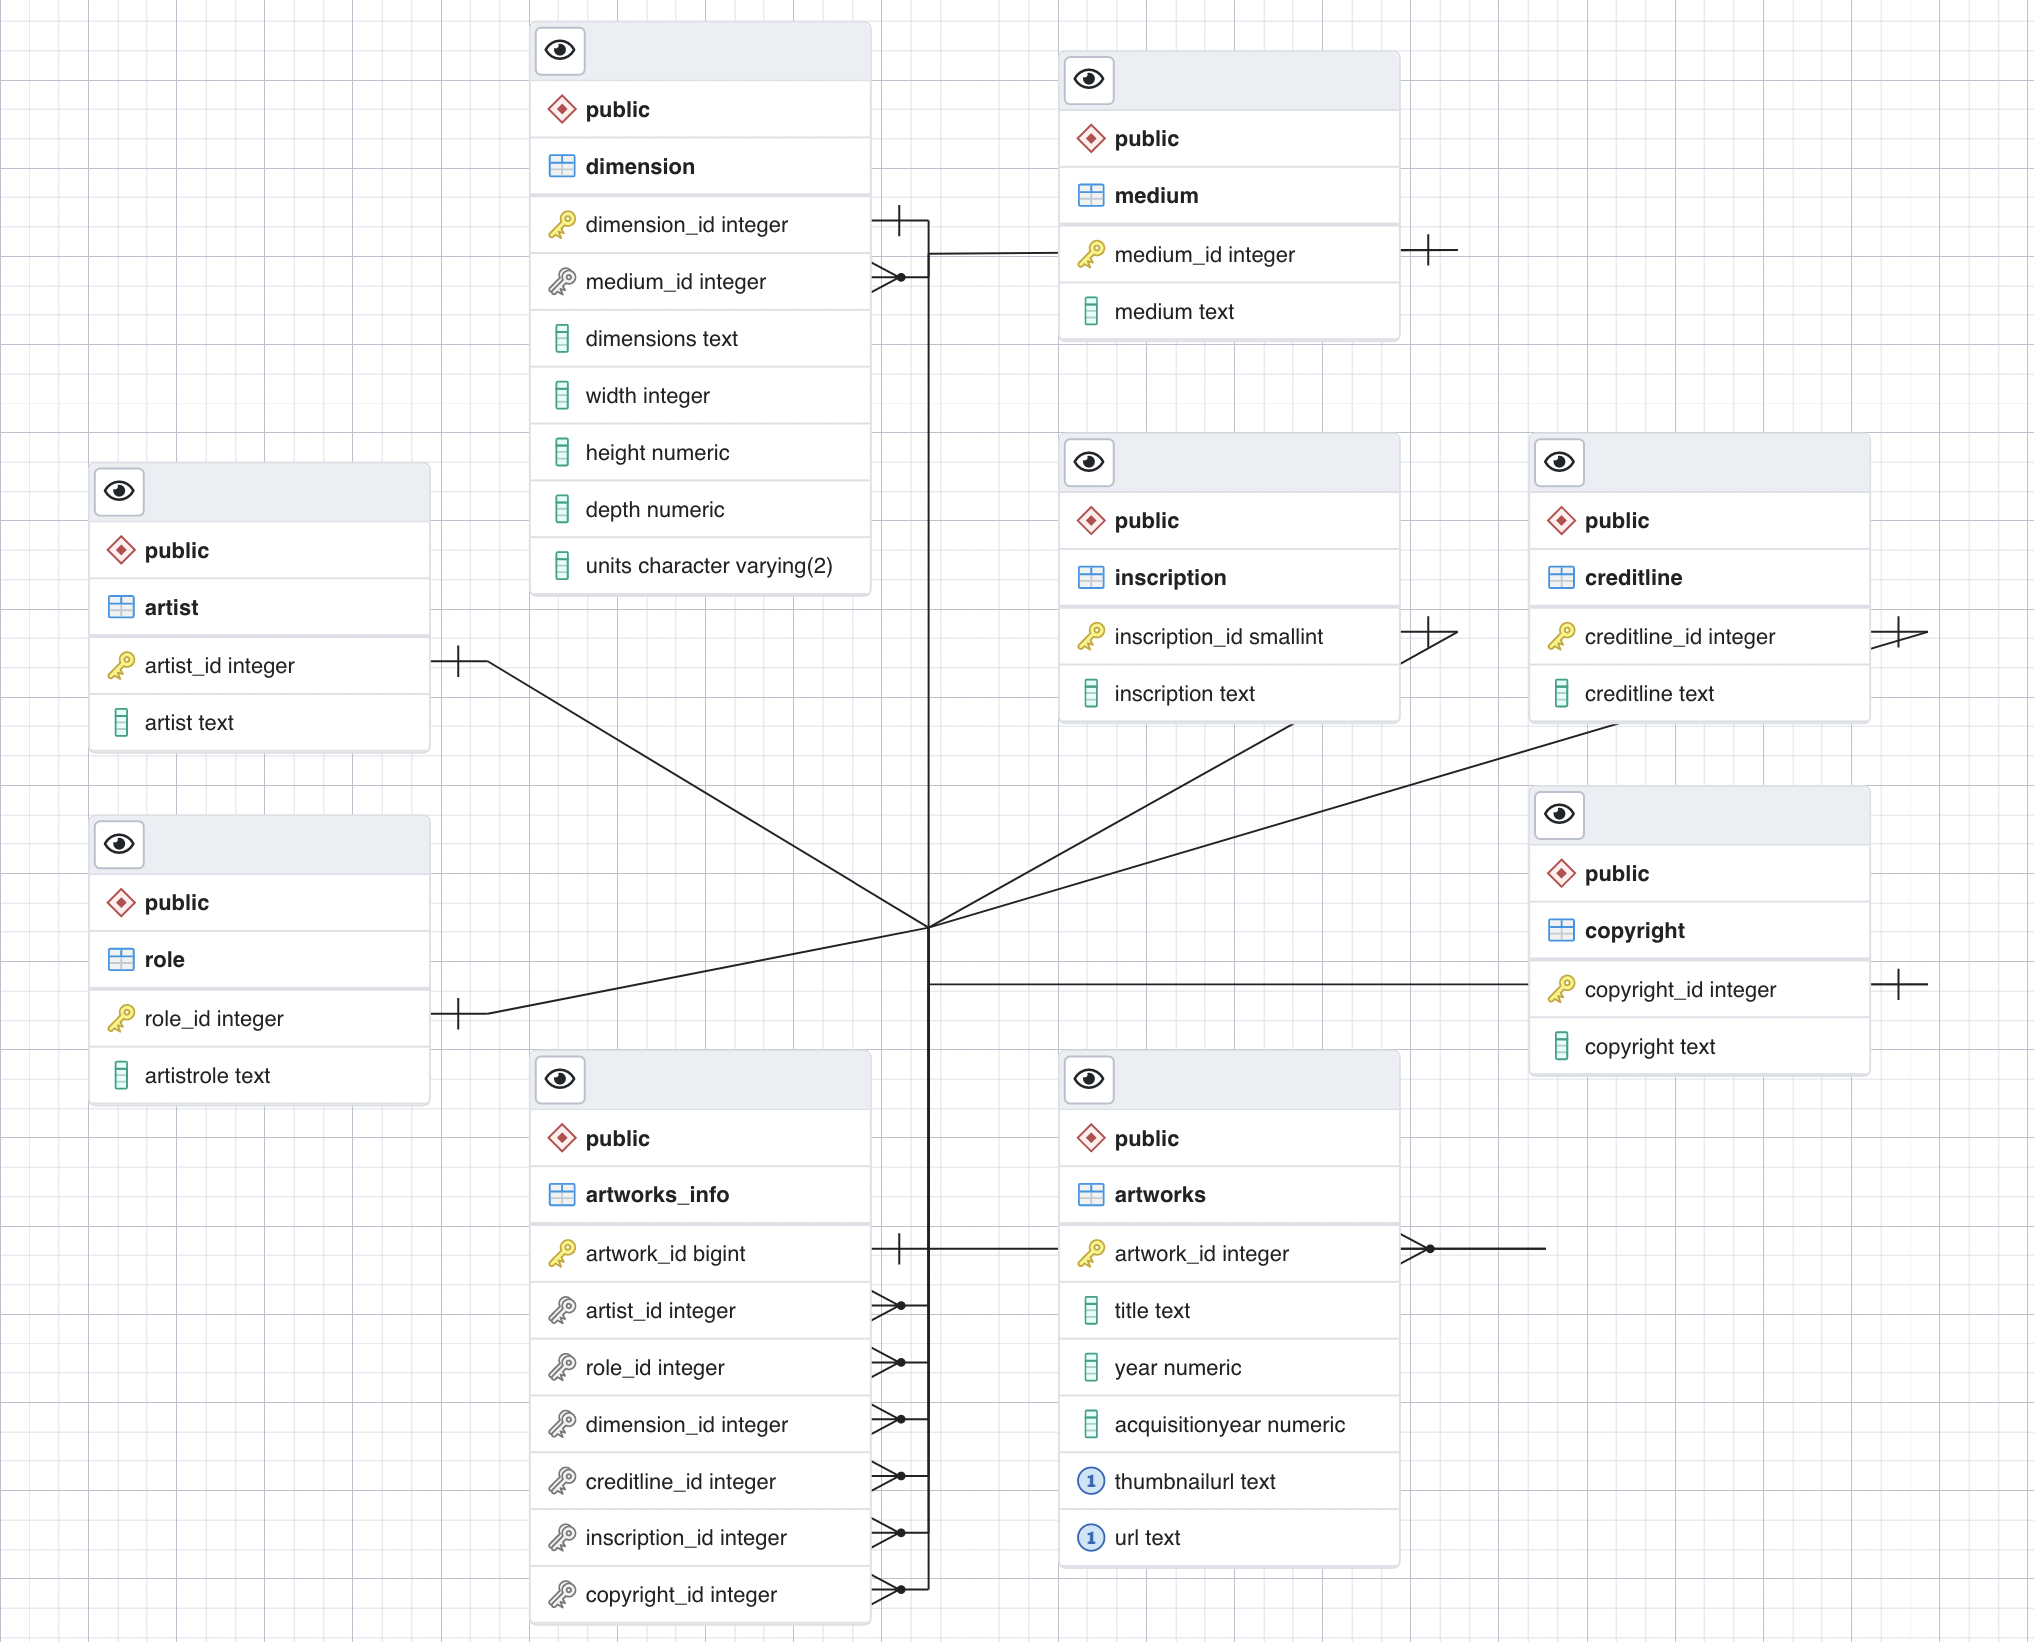 public
dimension
dimension_id integer
medium_id integer
dimensions text
width integer
height numeric
depth numeric
units character varying(2)
public
medium
medium_id integer
medium text
public
artist
artist_id integer
artist text
public
inscription
inscription_id smallint
inscription text
public
creditline
creditline_id integer
creditline text
public
role
role_id integer
artistrole text
public
copyright
copyright_id integer
copyright text
public
artworks_info
artwork_id bigint
artist_id integer
role_id integer
dimension_id integer
creditline_id integer
inscription_id integer
copyright_id integer
public
artworks
artwork_id integer
title text
year numeric
acquisitionyear numeric
1 thumbnailurl text
1 url text